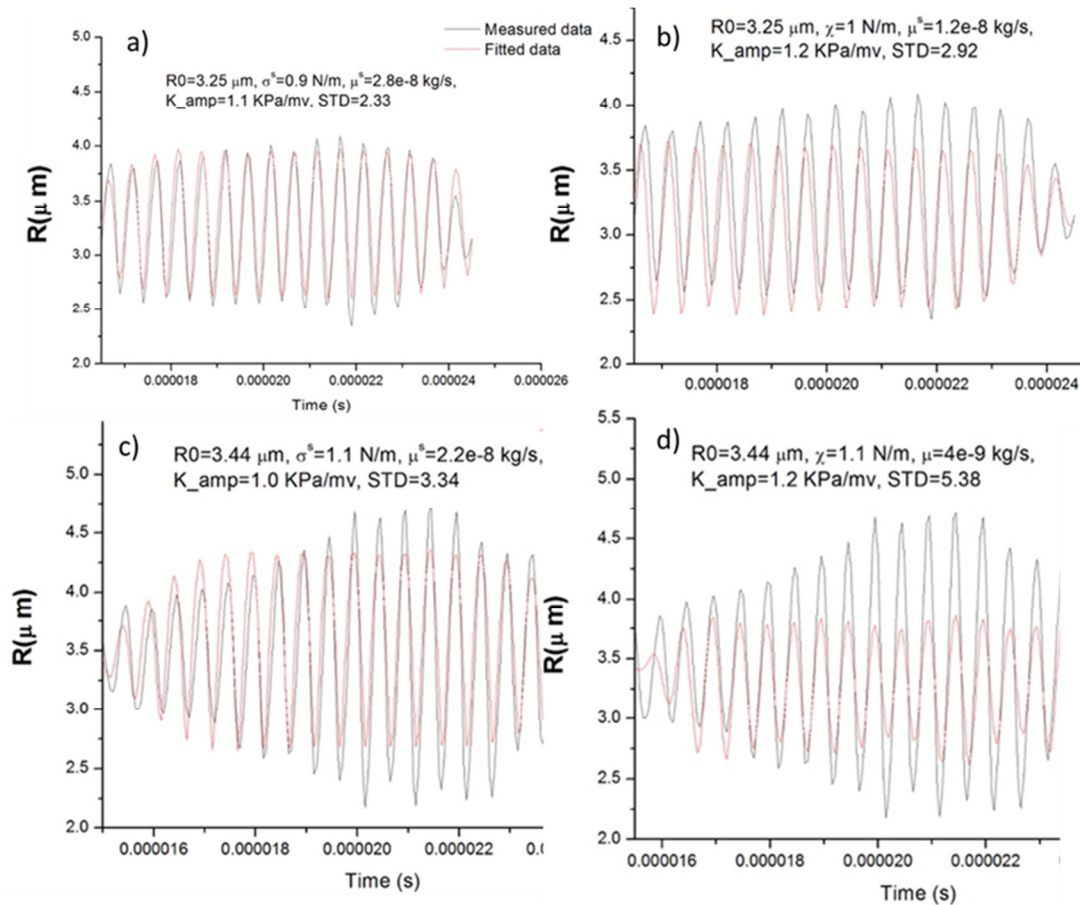 a)
Measured data
Fitted data
R0=3.25 μm, σˢ=0.9 N/m, μˢ=2.8e-8 kg/s,
K_amp=1.1 KPa/mv, STD=2.33
R(μ m)
5.0
4.5
4.0
3.5
3.0
2.5
2.0
0.000018
0.000020
0.000022
0.000024
0.000026
Time (s)
b)
R0=3.25 μm, χ=1 N/m, μˢ=1.2e-8 kg/s,
K_amp=1.2 KPa/mv, STD=2.92
R(μ m)
4.5
4.0
3.5
3.0
2.5
2.0
0.000018
0.000020
0.000022
0.000024
c)
R0=3.44 μm, σˢ=1.1 N/m, μˢ=2.2e-8 kg/s,
K_amp=1.0 KPa/mv, STD=3.34
R(μ m)
5.0
4.5
4.0
3.5
3.0
2.5
2.0
0.000016
0.000018
0.000020
0.000022
0.0
Time (s)
d)
R0=3.44 μm, χ=1.1 N/m, μ=4e-9 kg/s,
K_amp=1.2 KPa/mv, STD=5.38
R(μ m)
5.5
5.0
4.5
4.0
3.5
3.0
2.5
2.0
0.000016
0.000018
0.000020
0.000022
Time (s)